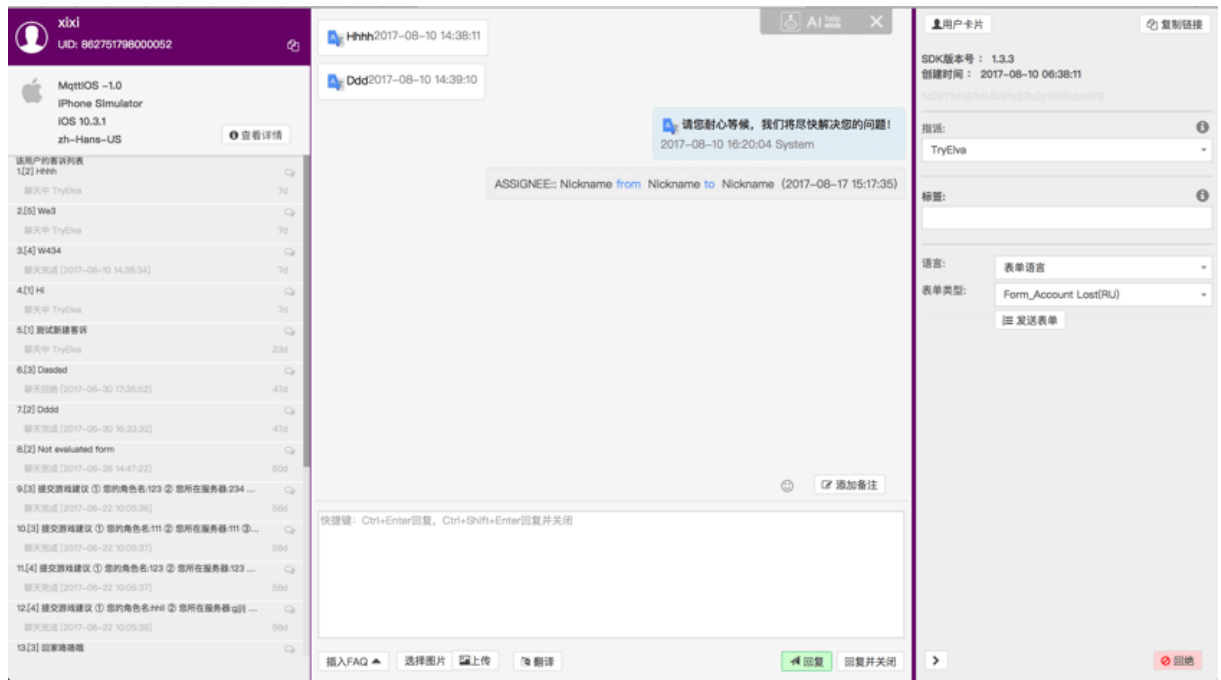 xixi
UID: 862751798000052
MqttIOS -1.0
iPhone Simulator
IOS 10.3.1
zh-Hans-US
查看详情
该用户的客诉列表
1.[2] Hhhh
聊天中 TryElva 7d
2.[5] We3
聊天中 TryElva 7d
3.[4] W434
聊天完成 [2017-08-10 14:36:34] 7d
4.[1] Hi
聊天中 TryElva 7d
5.[1] 测试新建客诉
聊天中 TryElva 23d
6.[3] Dasdsd
聊天回绝 [2017-06-30 17:35:52] 47d
7.[2] Dddd
聊天完成 [2017-06-30 16:33:32] 47d
8.[2] Not evaluated form
聊天完成 [2017-06-28 14:47:22] 50d
9.[3] 提交游戏建议 ① 您的角色名:123 ② 您所在服务器:234 ...
聊天完成 [2017-06-22 10:05:36] 56d
10.[3] 提交游戏建议 ① 您的角色名:111 ② 您所在服务器:111 ③...
聊天完成 [2017-06-22 10:05:37] 56d
11.[4] 提交游戏建议 ① 您的角色名:123 ② 您所在服务器:123 ...
聊天完成 [2017-06-22 10:05:37] 56d
12.[4] 提交游戏建议 ① 您的角色名:hhll ② 您所在服务器:gjlj ...
聊天完成 [2017-06-22 10:05:36] 56d
13.[3]
AI help
Hhhh2017-08-10 14:38:11
Ddd2017-08-10 14:39:10
请您耐心等候，我们将尽快解决您的问题!
2017-08-10 16:20:04 System
ASSIGNEE:: Nickname from Nickname to Nickname (2017-08-17 15:17:35)
添加备注
快捷键：Ctrl+Enter回复，Ctrl+Shift+Enter回复并关闭
插入FAQ 选择图片 上传 翻译 回复 回复并关闭
用户卡片 复制链接
SDK版本号： 1.3.3
创建时间： 2017-08-10 06:38:11
指派:
TryElva
标签:
语言: 表单语言
表单类型: Form_Account Lost(RU)
发送表单
回绝